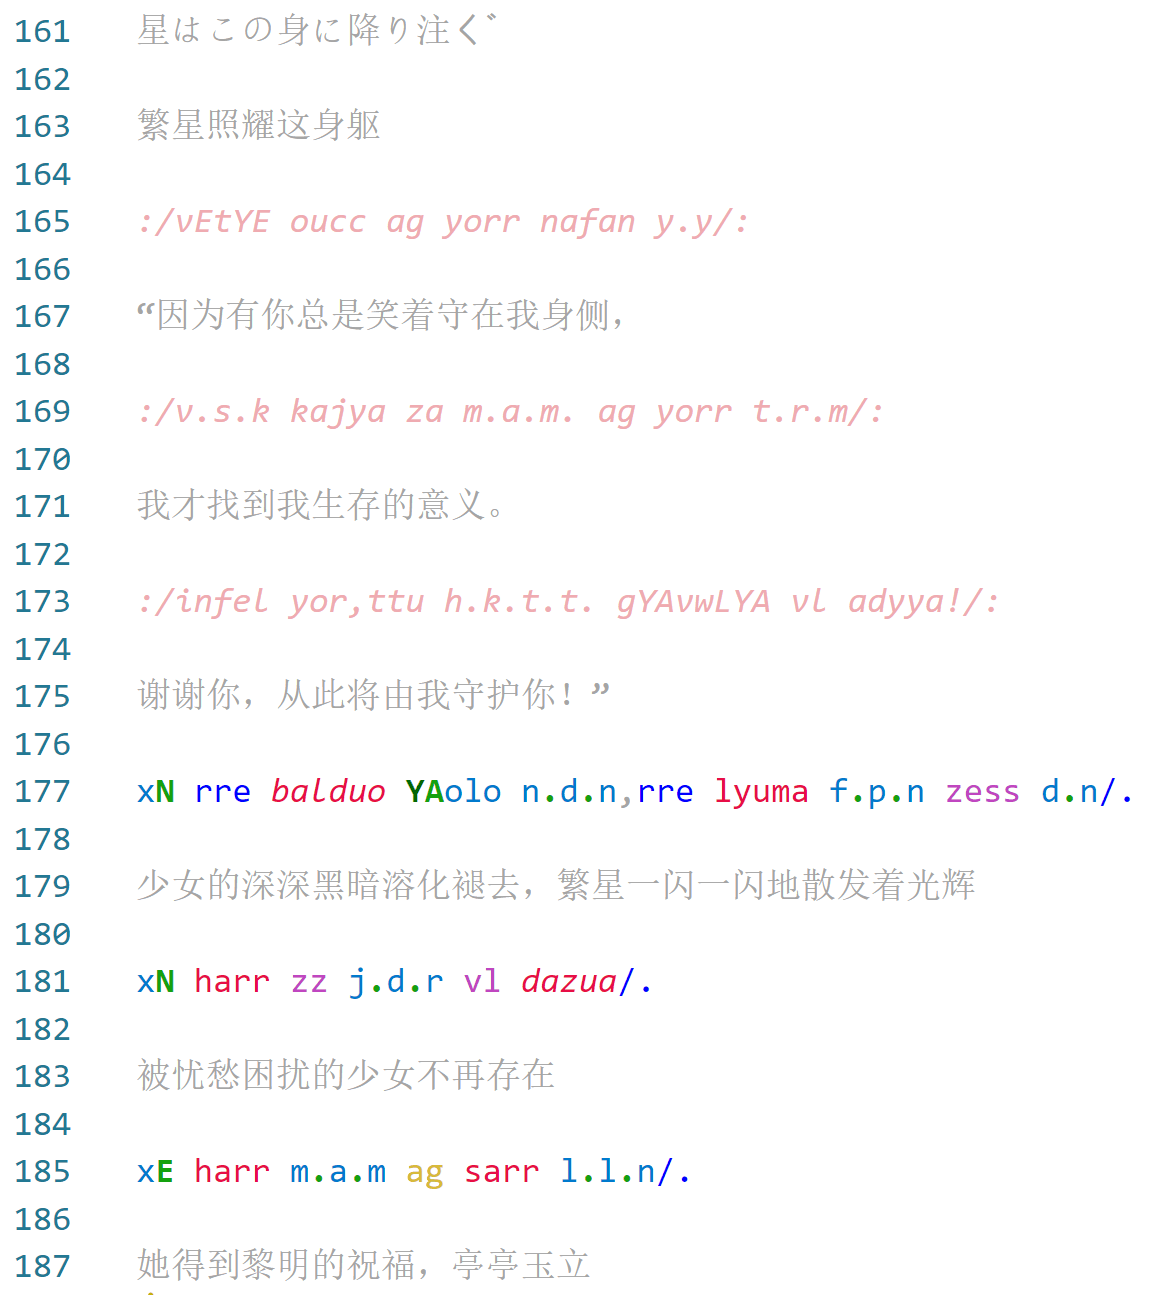 161 星はこの身に降り注ぐ
162
163 繁星照耀这身躯
164
165 :/vEtYE oucc ag yorr nafan y.y/:
166
167 “因为有你总是笑着守在我身侧，
168
169 :/v.s.k kajya za m.a.m. ag yorr t.r.m/:
170
171 我才找到我生存的意义。
172
173 :/infel yor,ttu h.k.t.t. gYAvwLYA vl adyya!/:
174
175 谢谢你，从此将由我守护你！”
176
177 xN rre balduo YAolo n.d.n,rre lyuma f.p.n zess d.n/.
178
179 少女的深深黑暗溶化褪去，繁星一闪一闪地散发着光辉
180
181 xN harr zz j.d.r vl dazua/.
182
183 被忧愁困扰的少女不再存在
184
185 xE harr m.a.m ag sarr l.l.n/.
186
187 她得到黎明的祝福，亭亭玉立